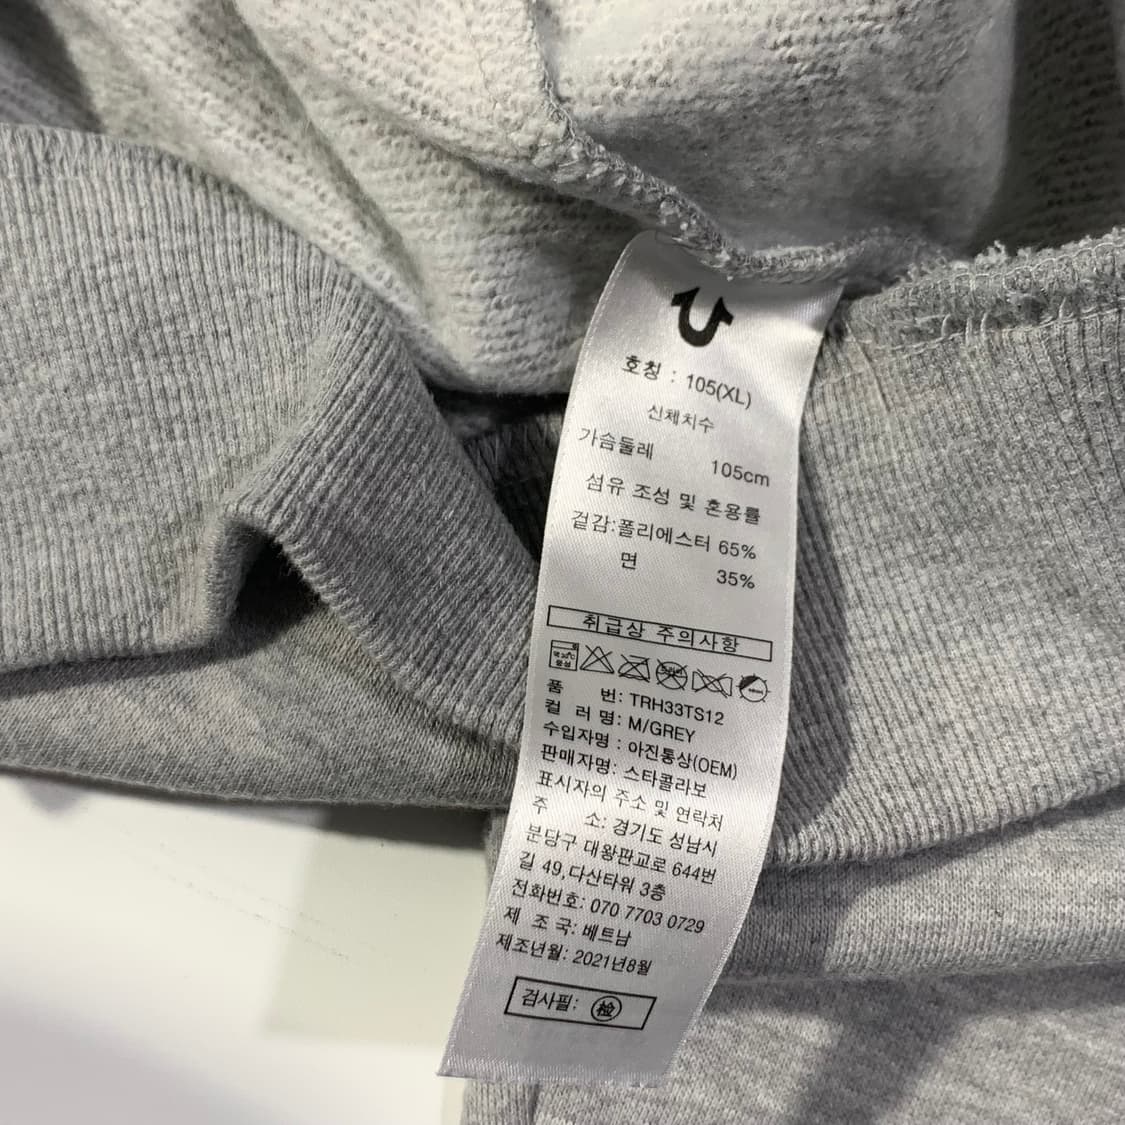 호칭 : 105(XL)
신체치수
가슴둘레 105cm
섬유 조성 및 혼용률
겉감:폴리에스터 65%
면 35%
취급상 주의사항
품 번: TRH33TS12
컬 러 명: M/GREY
수입자명 : 아진통상(OEM)
판매자명: 스타콜라보
표시자의 주소 및 연락처
주 소: 경기도 성남시
분당구 대왕판교로 644번
길 49,다산타워 3층
전화번호: 070 7703 0729
제 조 국: 베트남
제조년월: 2021년8월
검사필: 檢